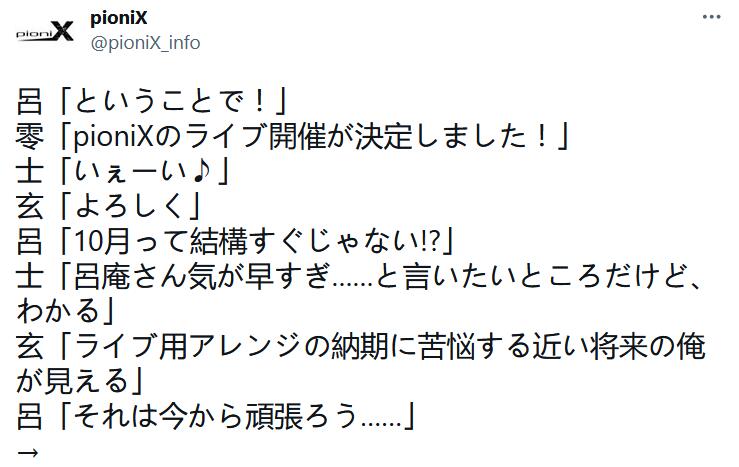 pioniX
pioniX
@pioniX_info
呂「ということで！」
零「pioniXのライブ開催が決定しました！」
士「いぇーい♪」
玄「よろしく」
呂「10月って結構すぐじゃない!?」
士「呂庵さん気が早すぎ……と言いたいところだけど、
わかる」
玄「ライブ用アレンジの納期に苦悩する近い将来の俺
が見える」
呂「それは今から頑張ろう……」
→